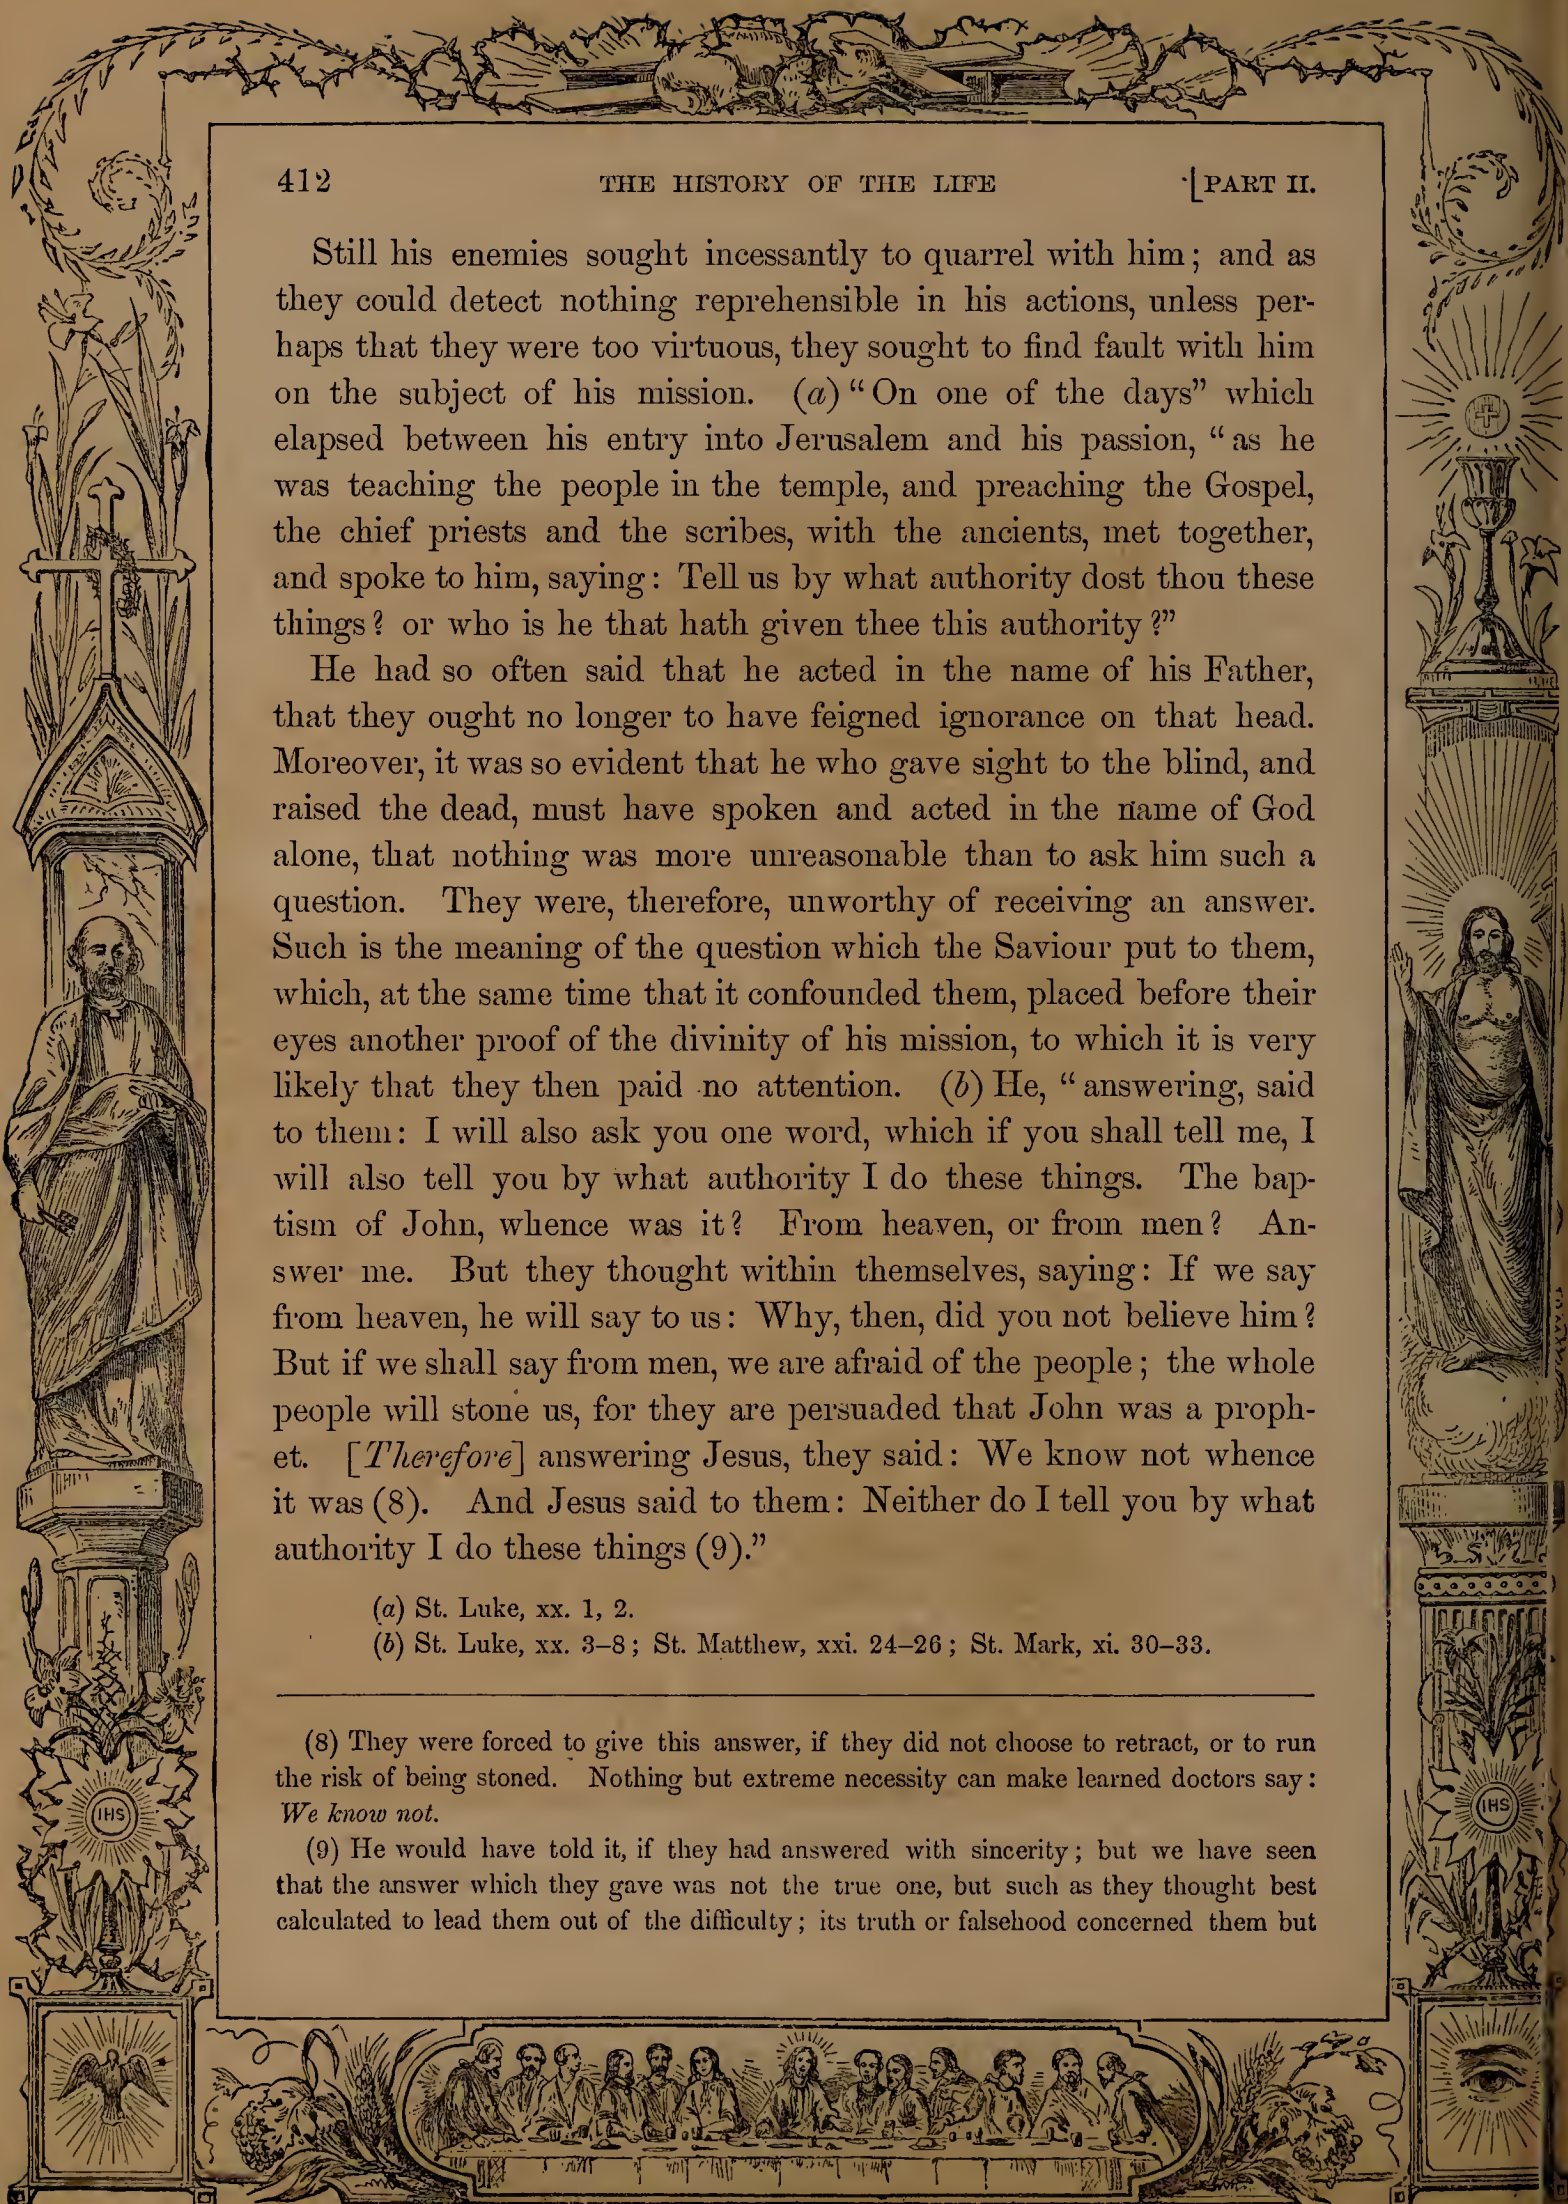 412 THE HISTORY OF THE LIFE [PART II.
Still his enemies sought incessantly to quarrel with him; and as
they could detect nothing reprehensible in his actions, unless per-
haps that they were too virtuous, they sought to find fault with him
on the subject of his mission. (a) “On one of the days” which
elapsed between his entry into Jerusalem and his passion, “as he
was teaching the people in the temple, and preaching the Gospel,
the chief priests and the scribes, with the ancients, met together,
and spoke to him, saying: Tell us by what authority dost thou these
things? or who is he that hath given thee this authority?”
He had so often said that he acted in the name of his Father,
that they ought no longer to have feigned ignorance on that head.
Moreover, it was so evident that he who gave sight to the blind, and
raised the dead, must have spoken and acted in the name of God
alone, that nothing was more unreasonable than to ask him such a
question. They were, therefore, unworthy of receiving an answer.
Such is the meaning of the question which the Saviour put to them,
which, at the same time that it confounded them, placed before their
eyes another proof of the divinity of his mission, to which it is very
likely that they then paid no attention. (b) He, “answering, said
to them: I will also ask you one word, which if you shall tell me, I
will also tell you by what authority I do these things. The bap-
tism of John, whence was it? From heaven, or from men? An-
swer me. But they thought within themselves, saying: If we say
from heaven, he will say to us: Why, then, did you not believe him?
But if we shall say from men, we are afraid of the people; the whole
people will stone us, for they are persuaded that John was a proph-
et. [Therefore] answering Jesus, they said: We know not whence
it was (8). And Jesus said to them: Neither do I tell you by what
authority I do these things (9).”
(a) St. Luke, xx. 1, 2.
(b) St. Luke, xx. 3–8; St. Matthew, xxi. 24–26; St. Mark, xi. 30–33.
(8) They were forced to give this answer, if they did not choose to retract, or to run
the risk of being stoned. Nothing but extreme necessity can make learned doctors say:
We know not.
(9) He would have told it, if they had answered with sincerity; but we have seen
that the answer which they gave was not the true one, but such as they thought best
calculated to lead them out of the difficulty; its truth or falsehood concerned them but
IHS
IHS